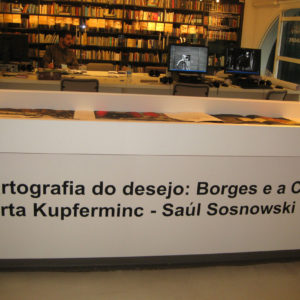 rtografia do desejo: Borges e a C
rta Kupferminc - Saúl Sosnowski